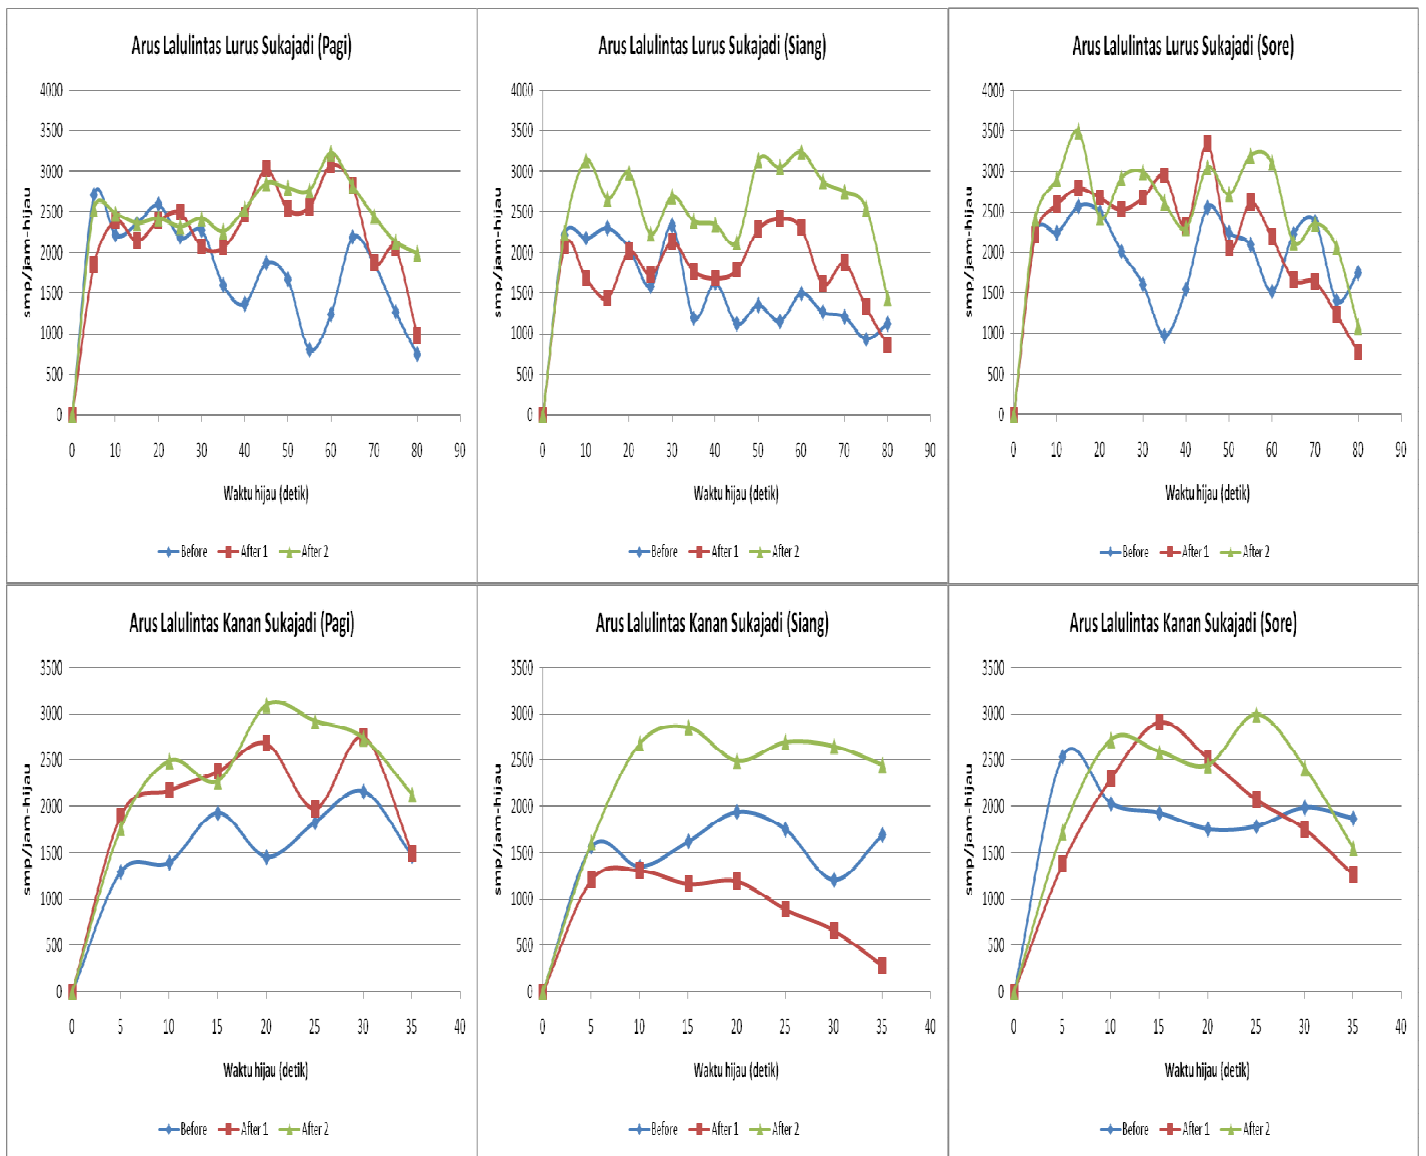 Arus Lalulintas Lurus Sukajadi (Pagi)
4000
3500
3000
2500
2000
1500
1000
500
0
smp/jam-hijau
0 10 20 30 40 50 60 70 80 90
Waktu hijau (detik)
Before After 1 After 2
Arus Lalulintas Lurus Sukajadi (Siang)
4000
3500
3000
2500
2000
1500
1000
500
0
smp/jam-hijau
0 10 20 30 40 50 60 70 80 90
Waktu hijau (detik)
Before After 1 After 2
Arus Lalulintas Lurus Sukajadi (Sore)
4000
3500
3000
2500
2000
1500
1000
500
0
smp/jam-hijau
0 10 20 30 40 50 60 70 80 90
Waktu hijau (detik)
Before After 1 After 2
Arus Lalulintas Kanan Sukajadi (Pagi)
3500
3000
2500
2000
1500
1000
500
0
smp/jam-hijau
0 5 10 15 20 25 30 35 40
Waktu hijau (detik)
Before After 1 After 2
Arus Lalulintas Kanan Sukajadi (Siang)
3500
3000
2500
2000
1500
1000
500
0
smp/jam-hijau
0 5 10 15 20 25 30 35 40
Waktu hijau (detik)
Before After 1 After 2
Arus Lalulintas Kanan Sukajadi (Sore)
3500
3000
2500
2000
1500
1000
500
0
smp/jam-hijau
0 5 10 15 20 25 30 35 40
Waktu hijau (detik)
Before After 1 After 2